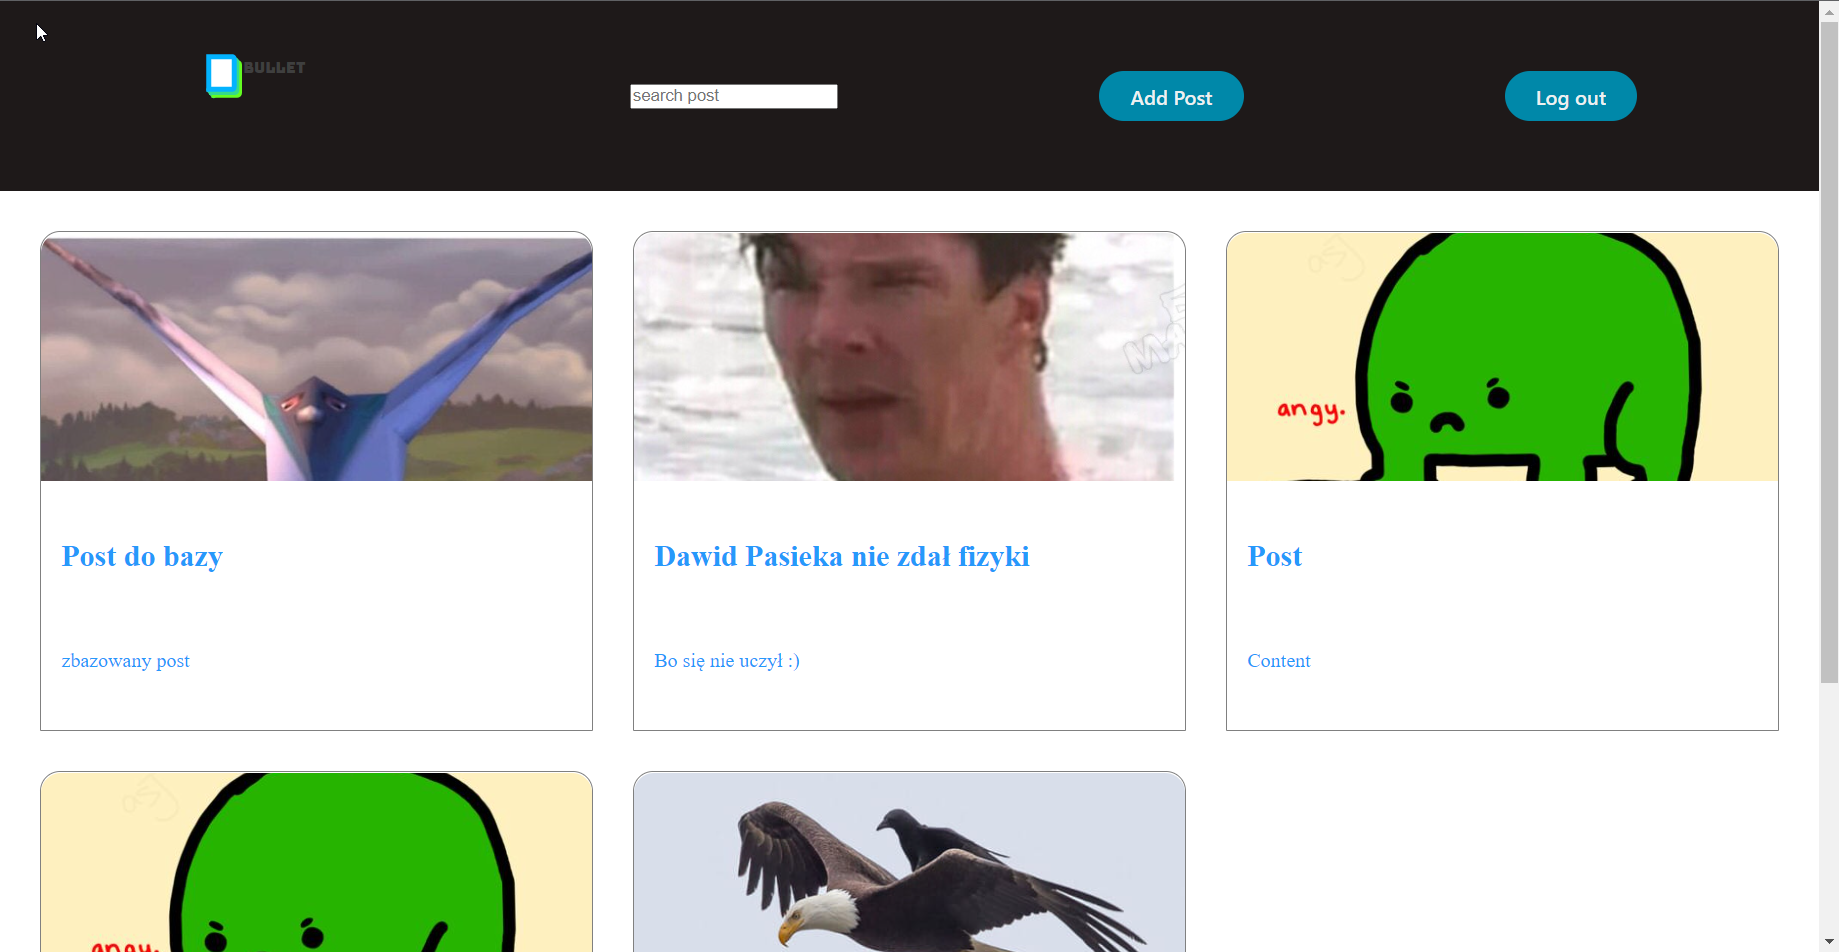 BULLET
search post
Add Post
Log out
angy.
Post do bazy
Dawid Pasieka nie zdał fizyki
Post
zbazowany post
Bo się nie uczył :)
Content
angy.